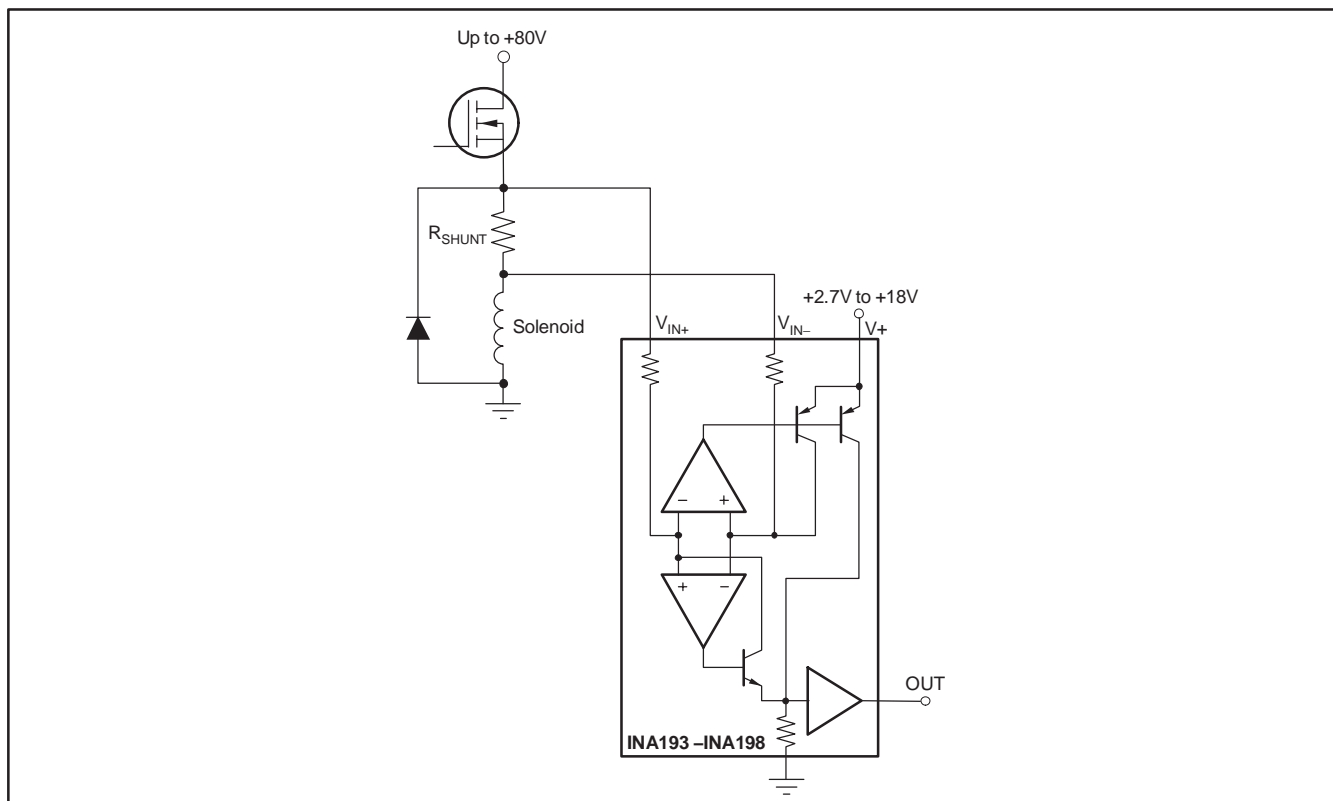 Up to +80V
R_SHUNT
+2.7V to +18V
Solenoid
V_IN+
V_IN–
V+
– +
+ –
OUT
INA193 –INA198